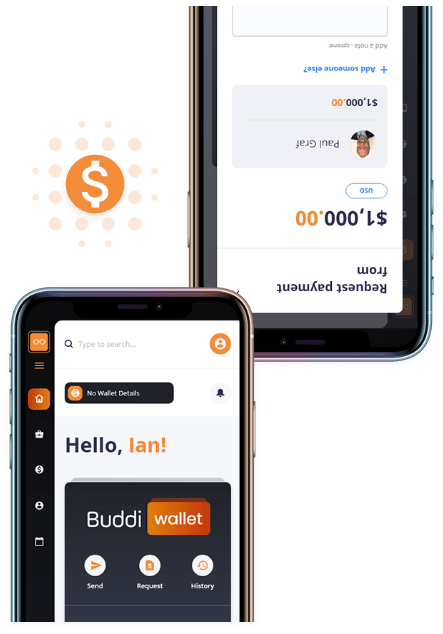 Request payment
from
$1,000.00
USD
Paul Graf
$1,000.00
+ Add someone else?
Add a note - optional
$
Type to search...
$ No Wallet Details
Hello, Ian!
Buddi wallet
Send Request History